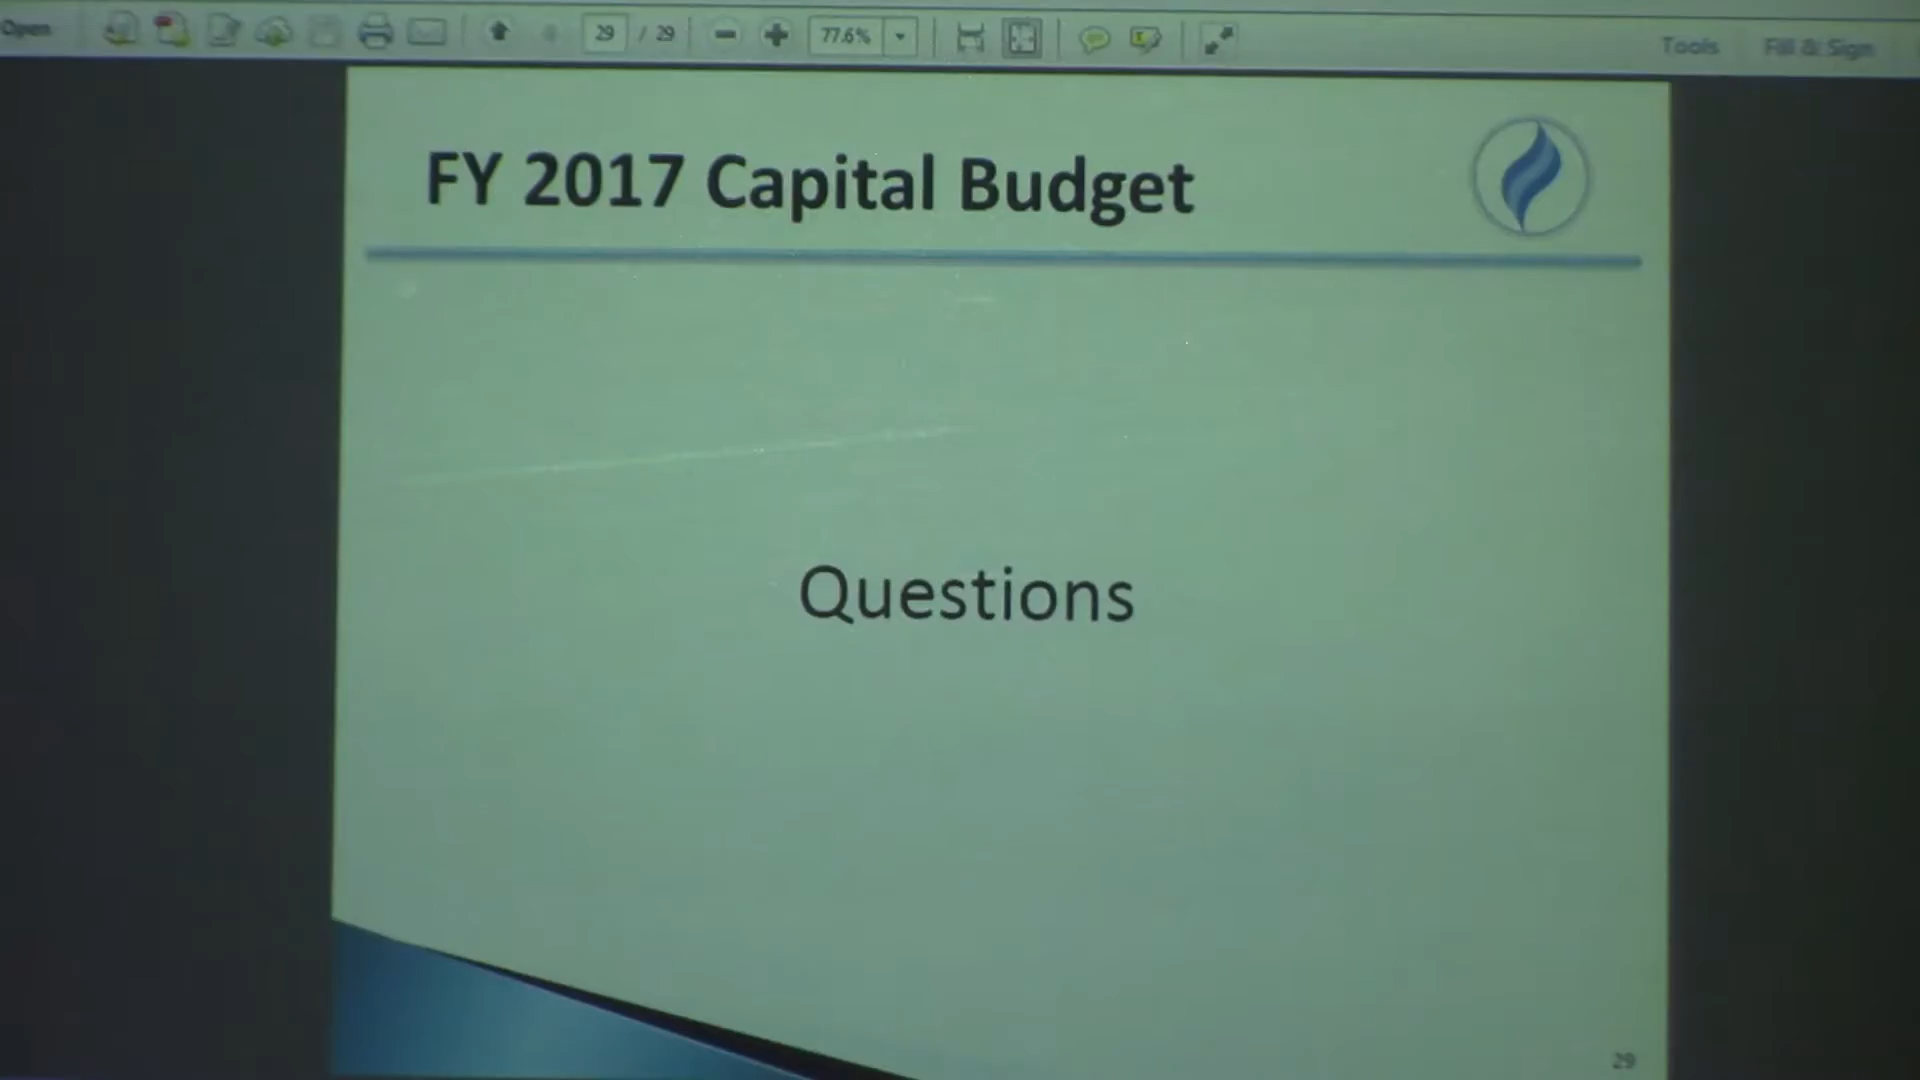 Open
29 / 29
77.6%
Tools
Fill & Sign
FY 2017 Capital Budget
Questions
29